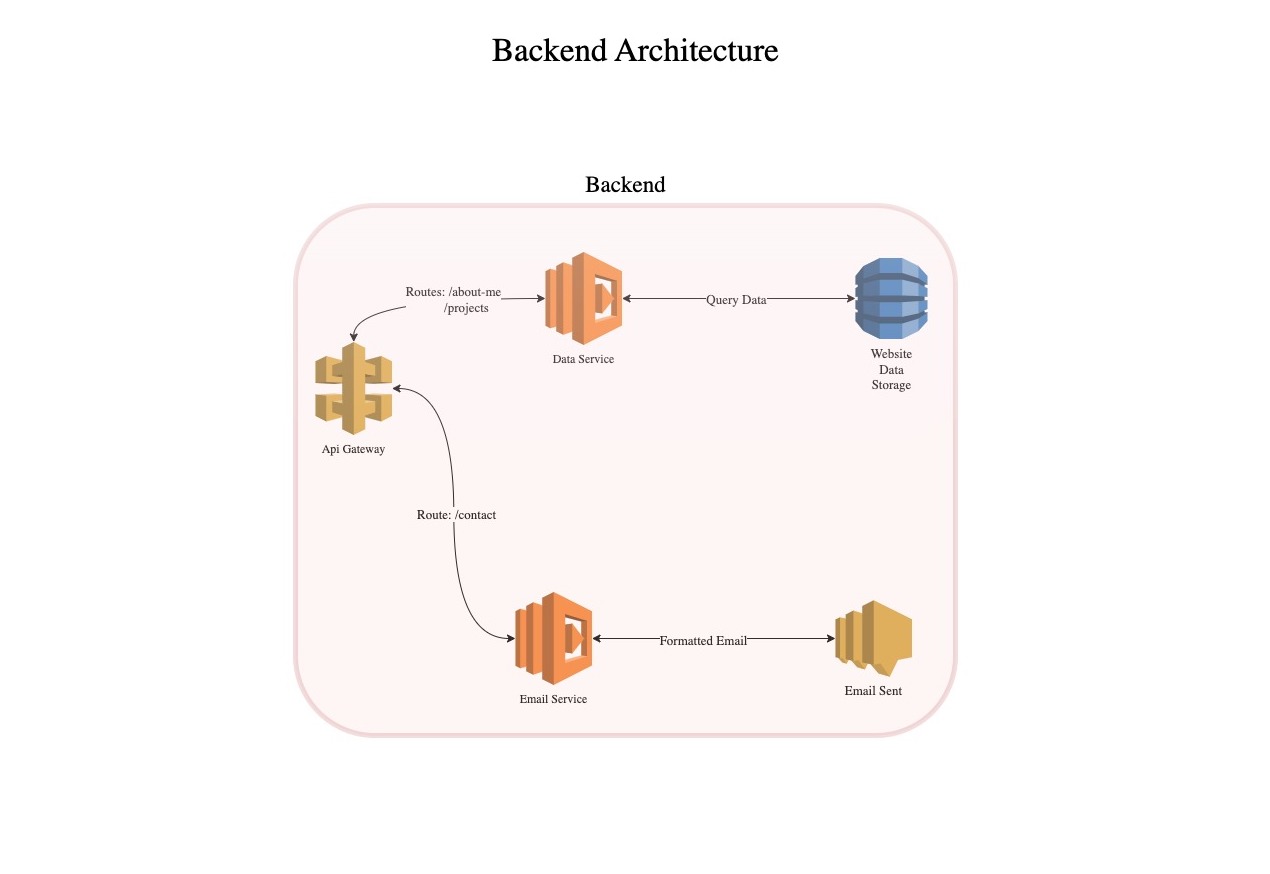 Backend Architecture
Backend
Routes: /about-me
/projects
Query Data
Data Service
Website
Data
Storage
Api Gateway
Route: /contact
Formatted Email
Email Service
Email Sent